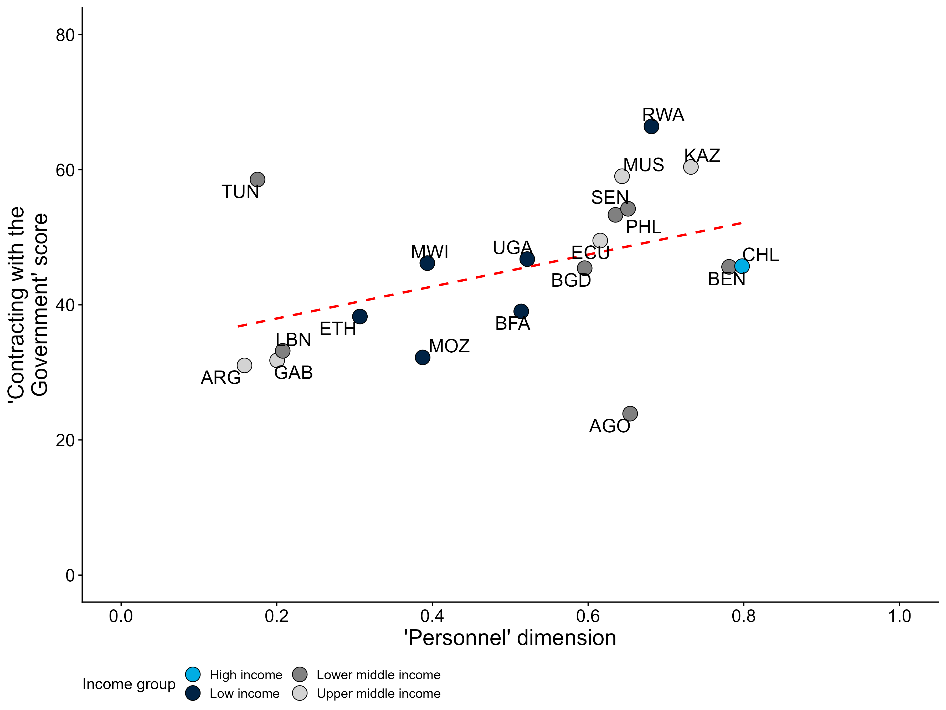 80
60
40
20
0
'Contracting with the
Government' score
RWA
KAZ
MUS
TUN
SEN
PHL
MWI
UGA
ECU
CHL
BGD
BEN
ETH
BFA
LBN
MOZ
ARG
GAB
AGO
0.0 0.2 0.4 0.6 0.8 1.0
'Personnel' dimension
Income group
High income Lower middle income
Low income Upper middle income